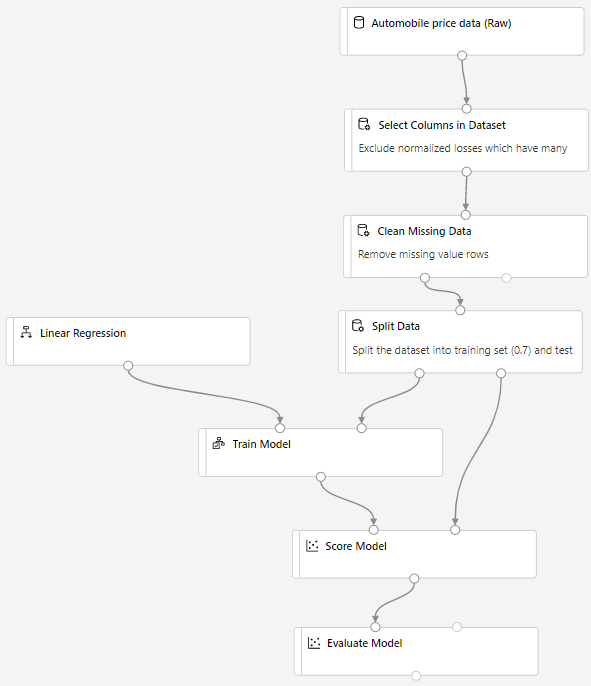 Automobile price data (Raw)
Select Columns in Dataset
Exclude normalized losses which have many
Clean Missing Data
Remove missing value rows
Split Data
Split the dataset into training set (0.7) and test
Linear Regression
Train Model
Score Model
Evaluate Model